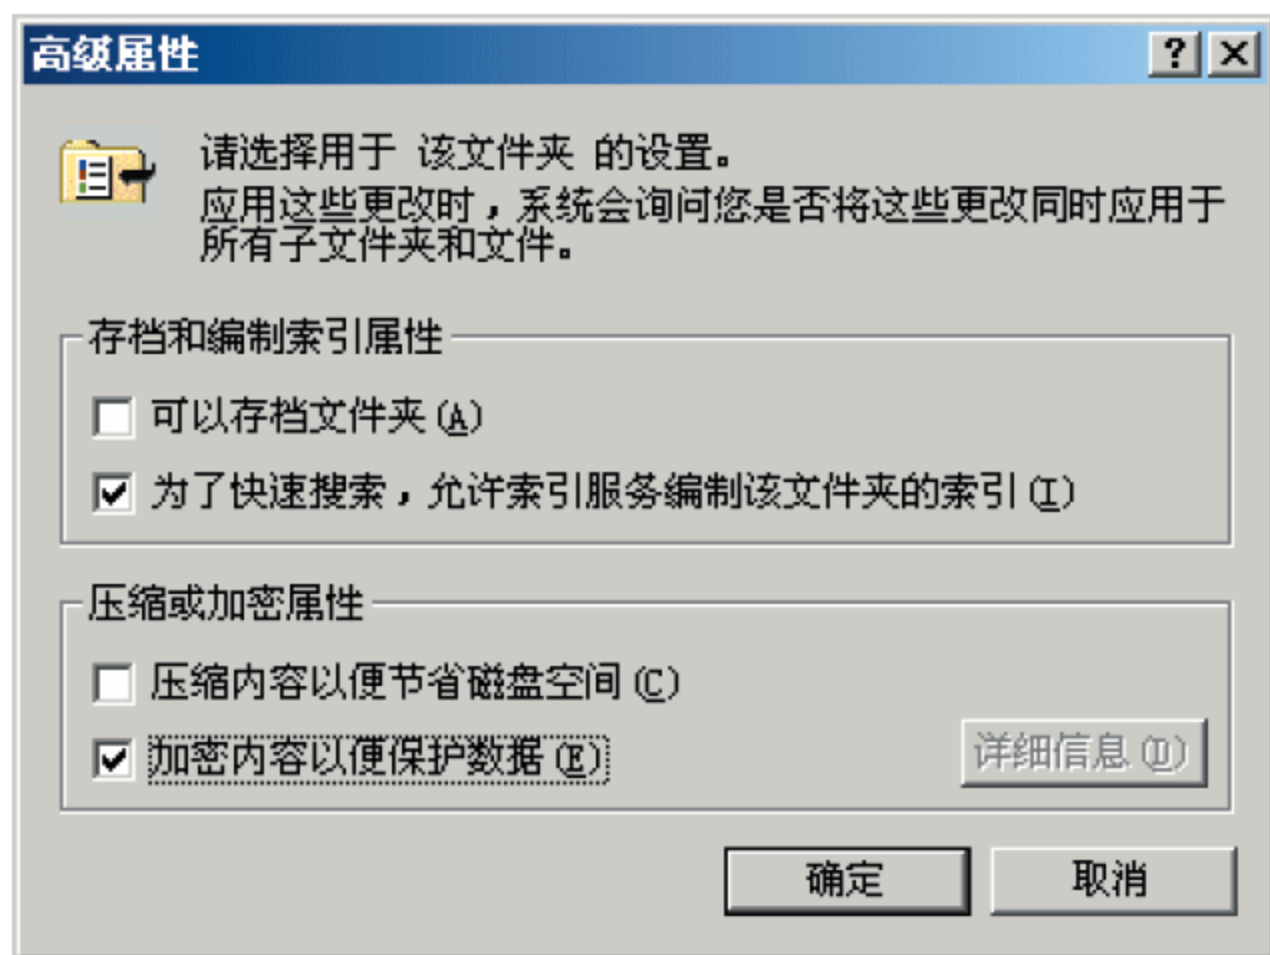 高级属性
请选择用于 该文件夹 的设置。
应用这些更改时，系统会询问您是否将这些更改同时应用于
所有子文件夹和文件。
存档和编制索引属性
可以存档文件夹(A)
为了快速搜索，允许索引服务编制该文件夹的索引(I)
压缩或加密属性
压缩内容以便节省磁盘空间(C)
加密内容以便保护数据(E)
详细信息(D)
确定
取消